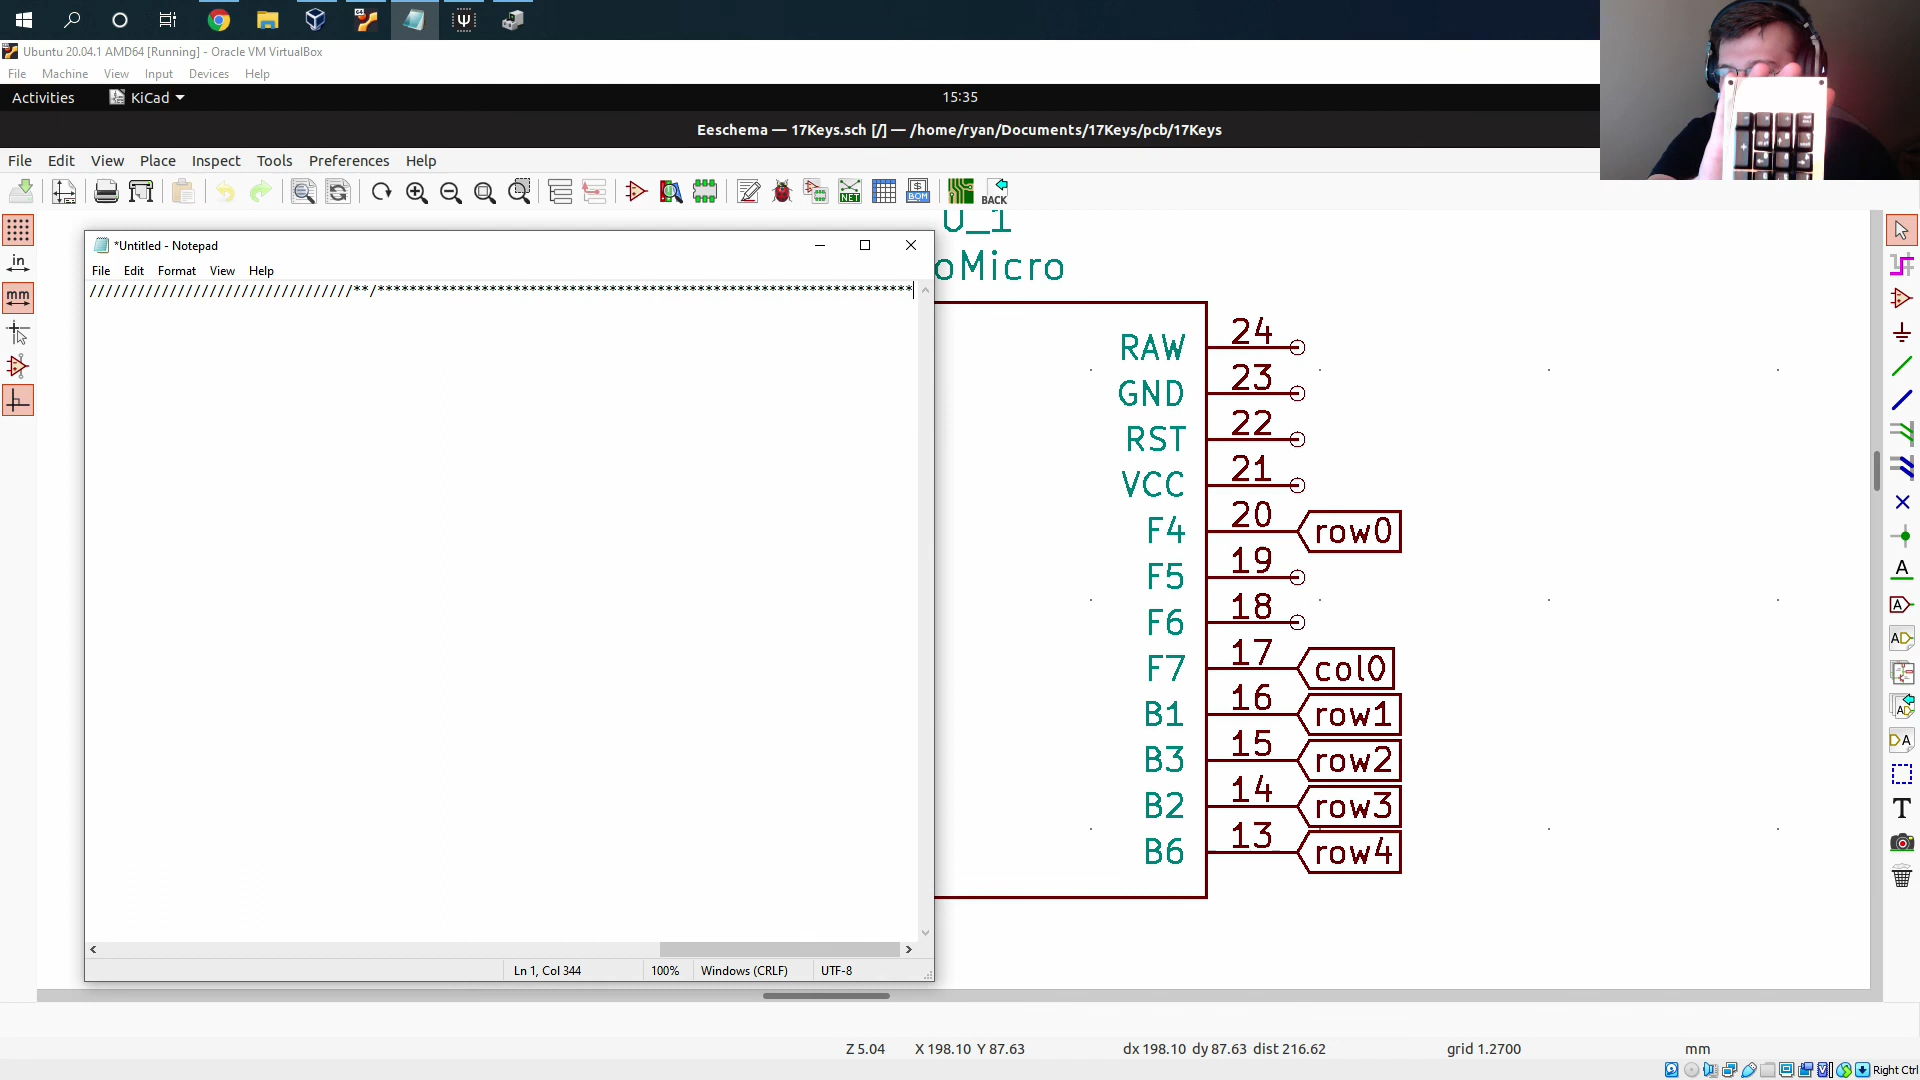 Ubuntu 20.04.1 AMD64 [Running] - Oracle VM VirtualBox
File Machine View Input Devices Help
Activities KiCad 15:35
Eeschema — 17Keys.sch [/] — /home/ryan/Documents/17Keys/pcb/17Keys
File Edit View Place Inspect Tools Preferences Help
NET BOM BACK
in
mm
*Untitled - Notepad
File Edit Format View Help
Ln 1, Col 344 100% Windows (CRLF) UTF-8
U_1
oMicro
RAW 24
GND 23
RST 22
VCC 21
F4 20 row0
F5 19
F6 18
F7 17 col0
B1 16 row1
B3 15 row2
B2 14 row3
B6 13 row4
A
A
AD
AD
DA
T
Z 5.04 X 198.10 Y 87.63 dx 198.10 dy 87.63 dist 216.62 grid 1.2700 mm
Right Ctrl